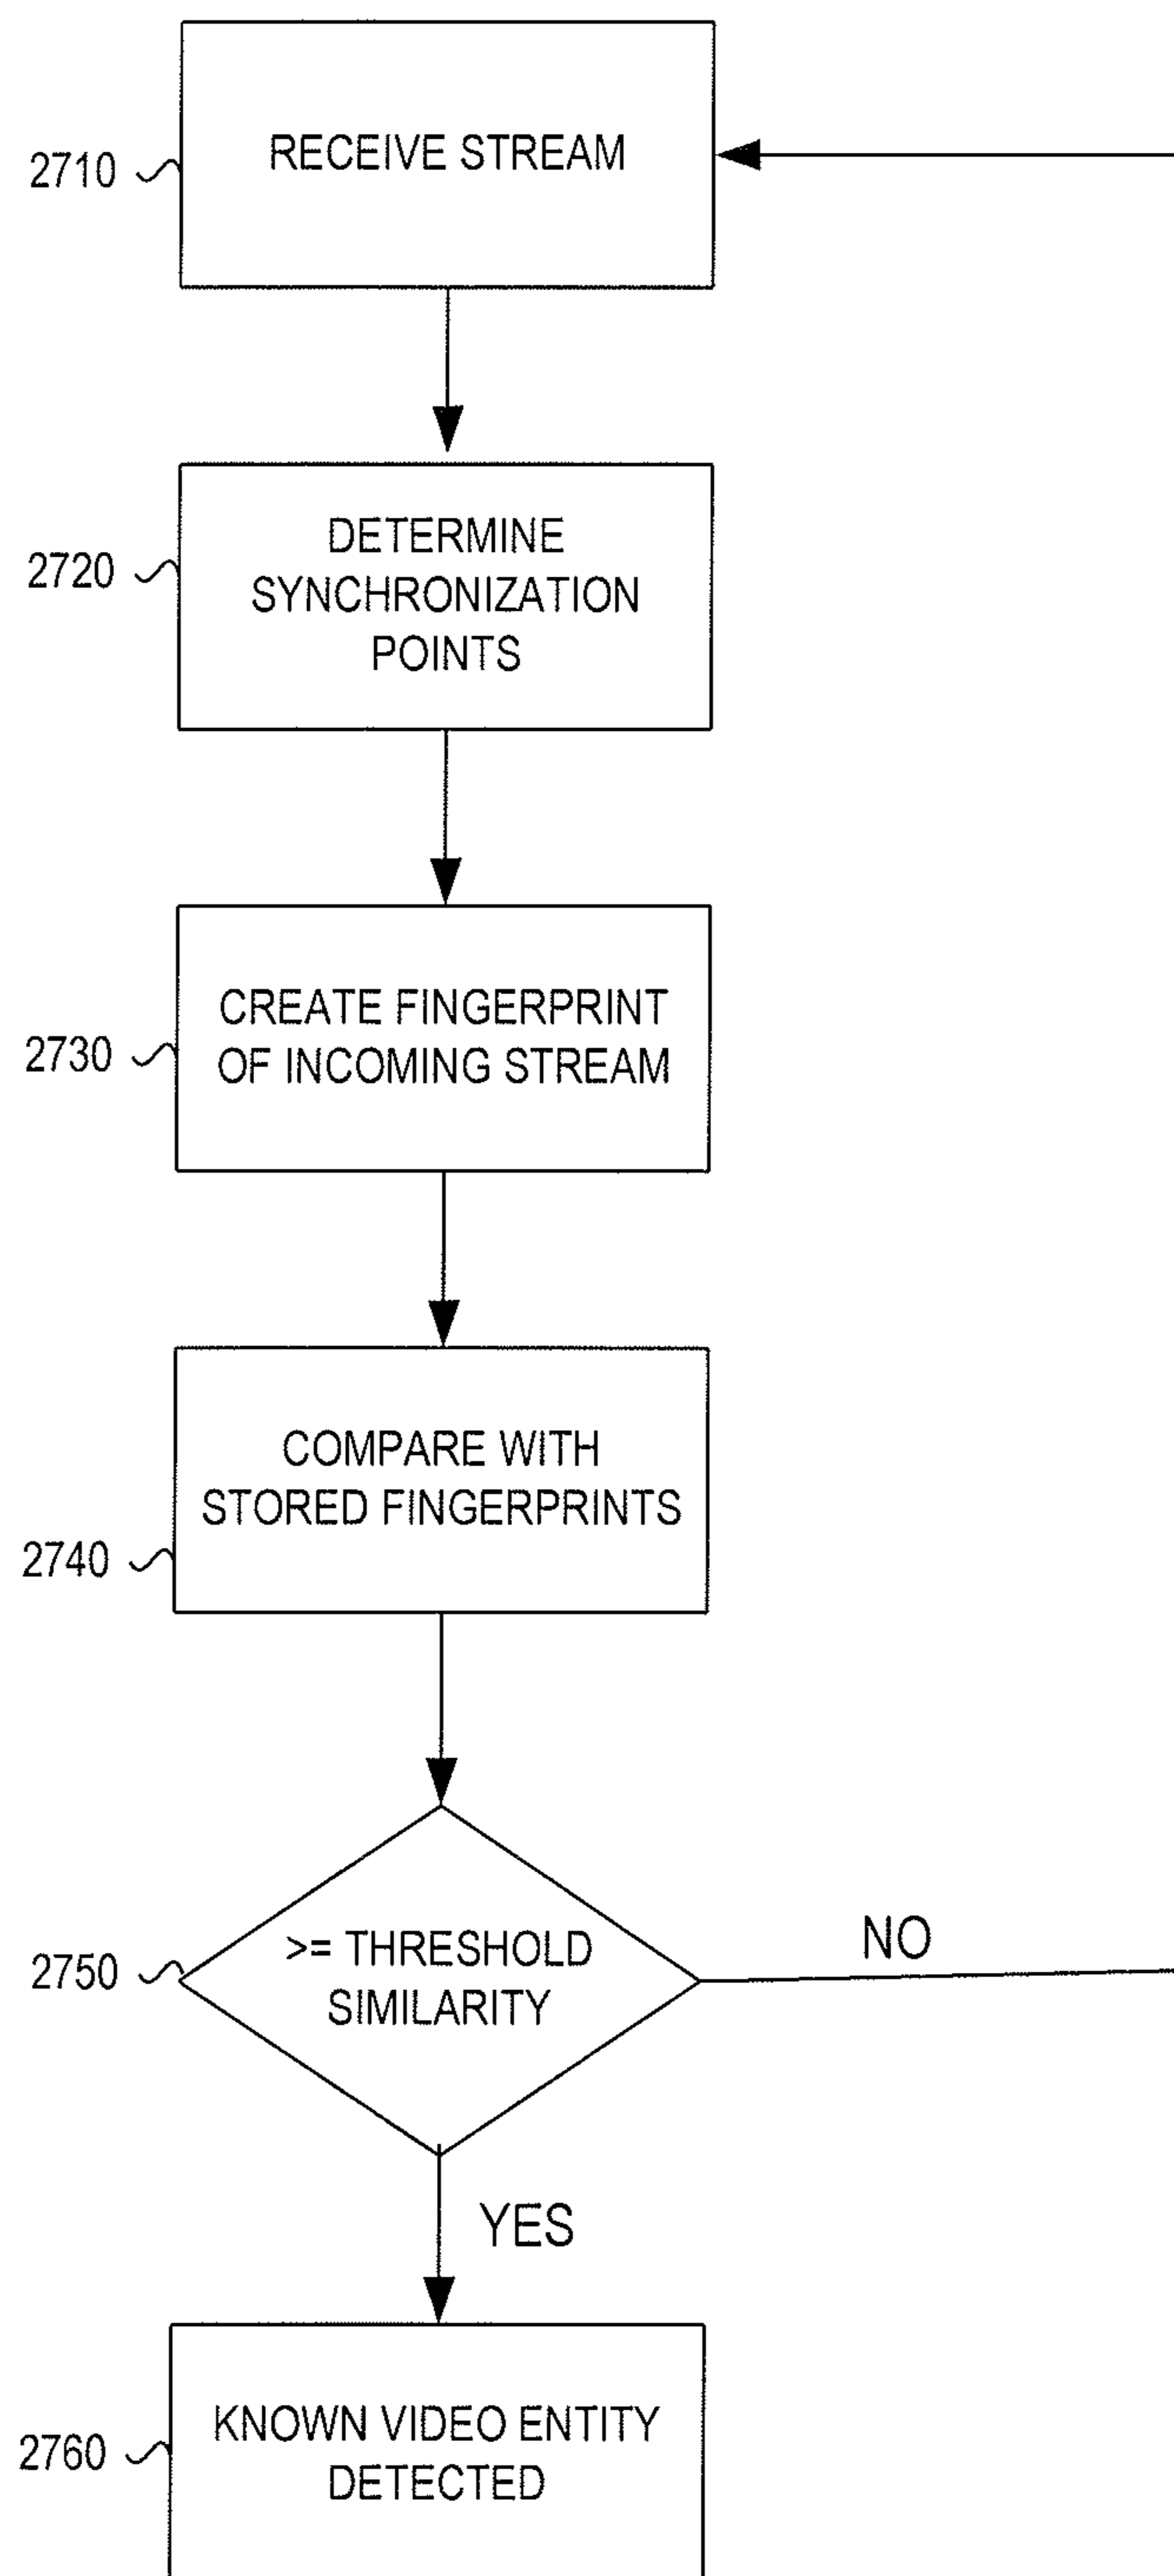 RECEIVE STREAM
2710
DETERMINE
SYNCHRONIZATION
POINTS
2720
CREATE FINGERPRINT
OF INCOMING STREAM
2730
COMPARE WITH
STORED FINGERPRINTS
2740
>= THRESHOLD
SIMILARITY
2750
NO
YES
KNOWN VIDEO ENTITY
DETECTED
2760